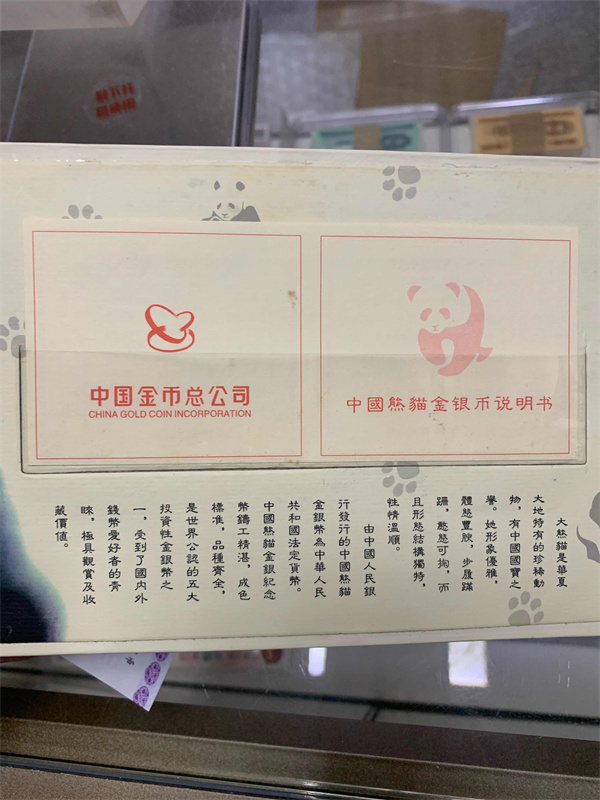 中国金币总公司
CHINA GOLD COIN INCORPORATION
中國熊貓金银币说明书
大熊貓是華夏
大地特有的珍稀動
物，有中國國寶之
譽。她形象優雅，
體態豐腴，步履蹣
跚，憨態可掬，而
且形態結構獨特，
性情溫順。
由中國人民銀
行發行的中國熊貓
金銀幣為中華人民
共和國法定貨幣。
中國熊貓金銀紀念
幣鑄工精湛，成色
標准，品種齊全，
是世界公認的五大
投資性金銀幣之
一，受到了國内外
錢幣愛好者的青
睞，極具觀賞及收
藏價值。